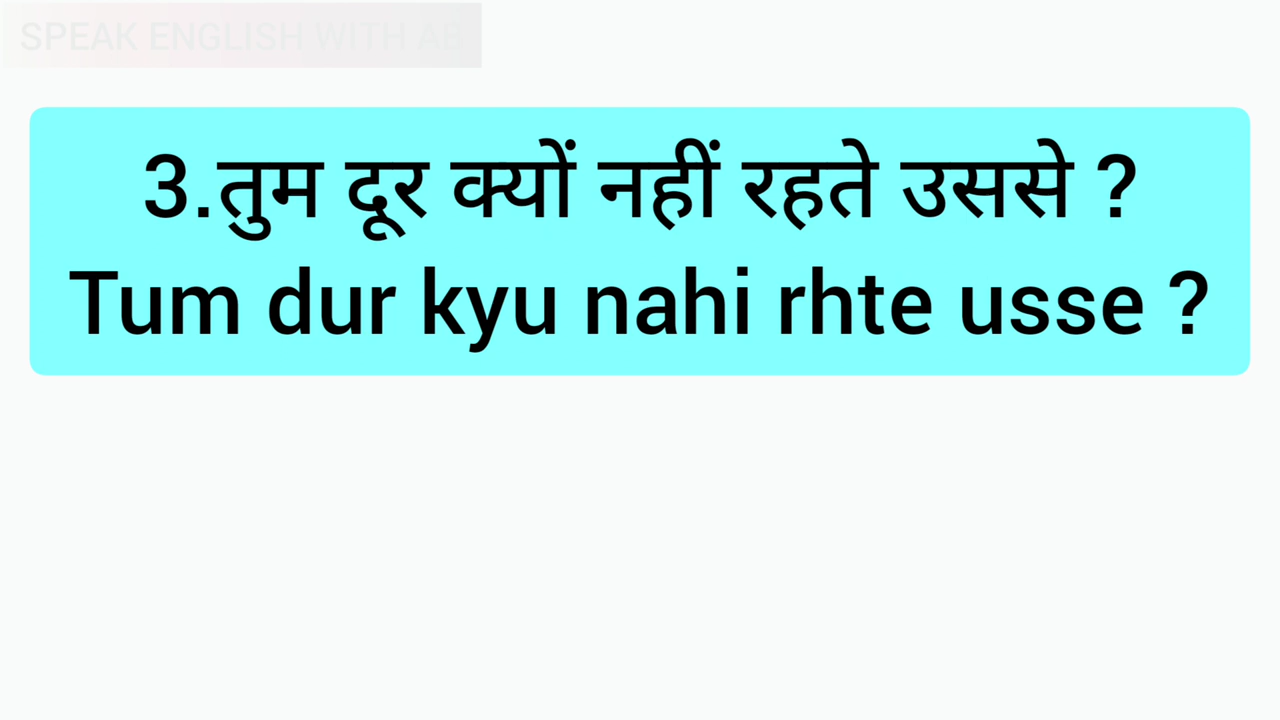 SPEAK ENGLISH WITH AB
3.तुम दूर क्यों नहीं रहते उससे ?
Tum dur kyu nahi rhte usse ?